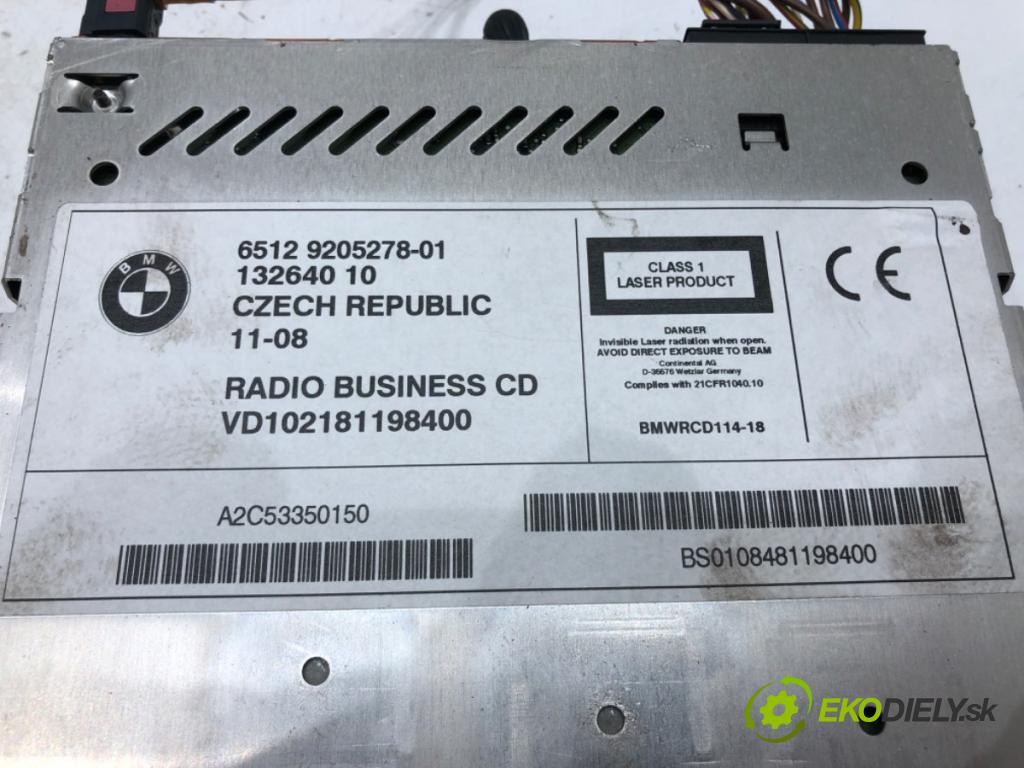 BMW
6512 9205278-01
132640 10
CZECH REPUBLIC
11-08
RADIO BUSINESS CD
VD102181198400
CLASS 1
LASER PRODUCT
DANGER
Invisible Laser radiation when open.
AVOID DIRECT EXPOSURE TO BEAM
Continental AG
D-35576 Wetzlar Germany
Complies with 21CFR1040.10
BMWRCD114-18
CE
A2C53350150
BS0108481198400
EKODIELY.sk